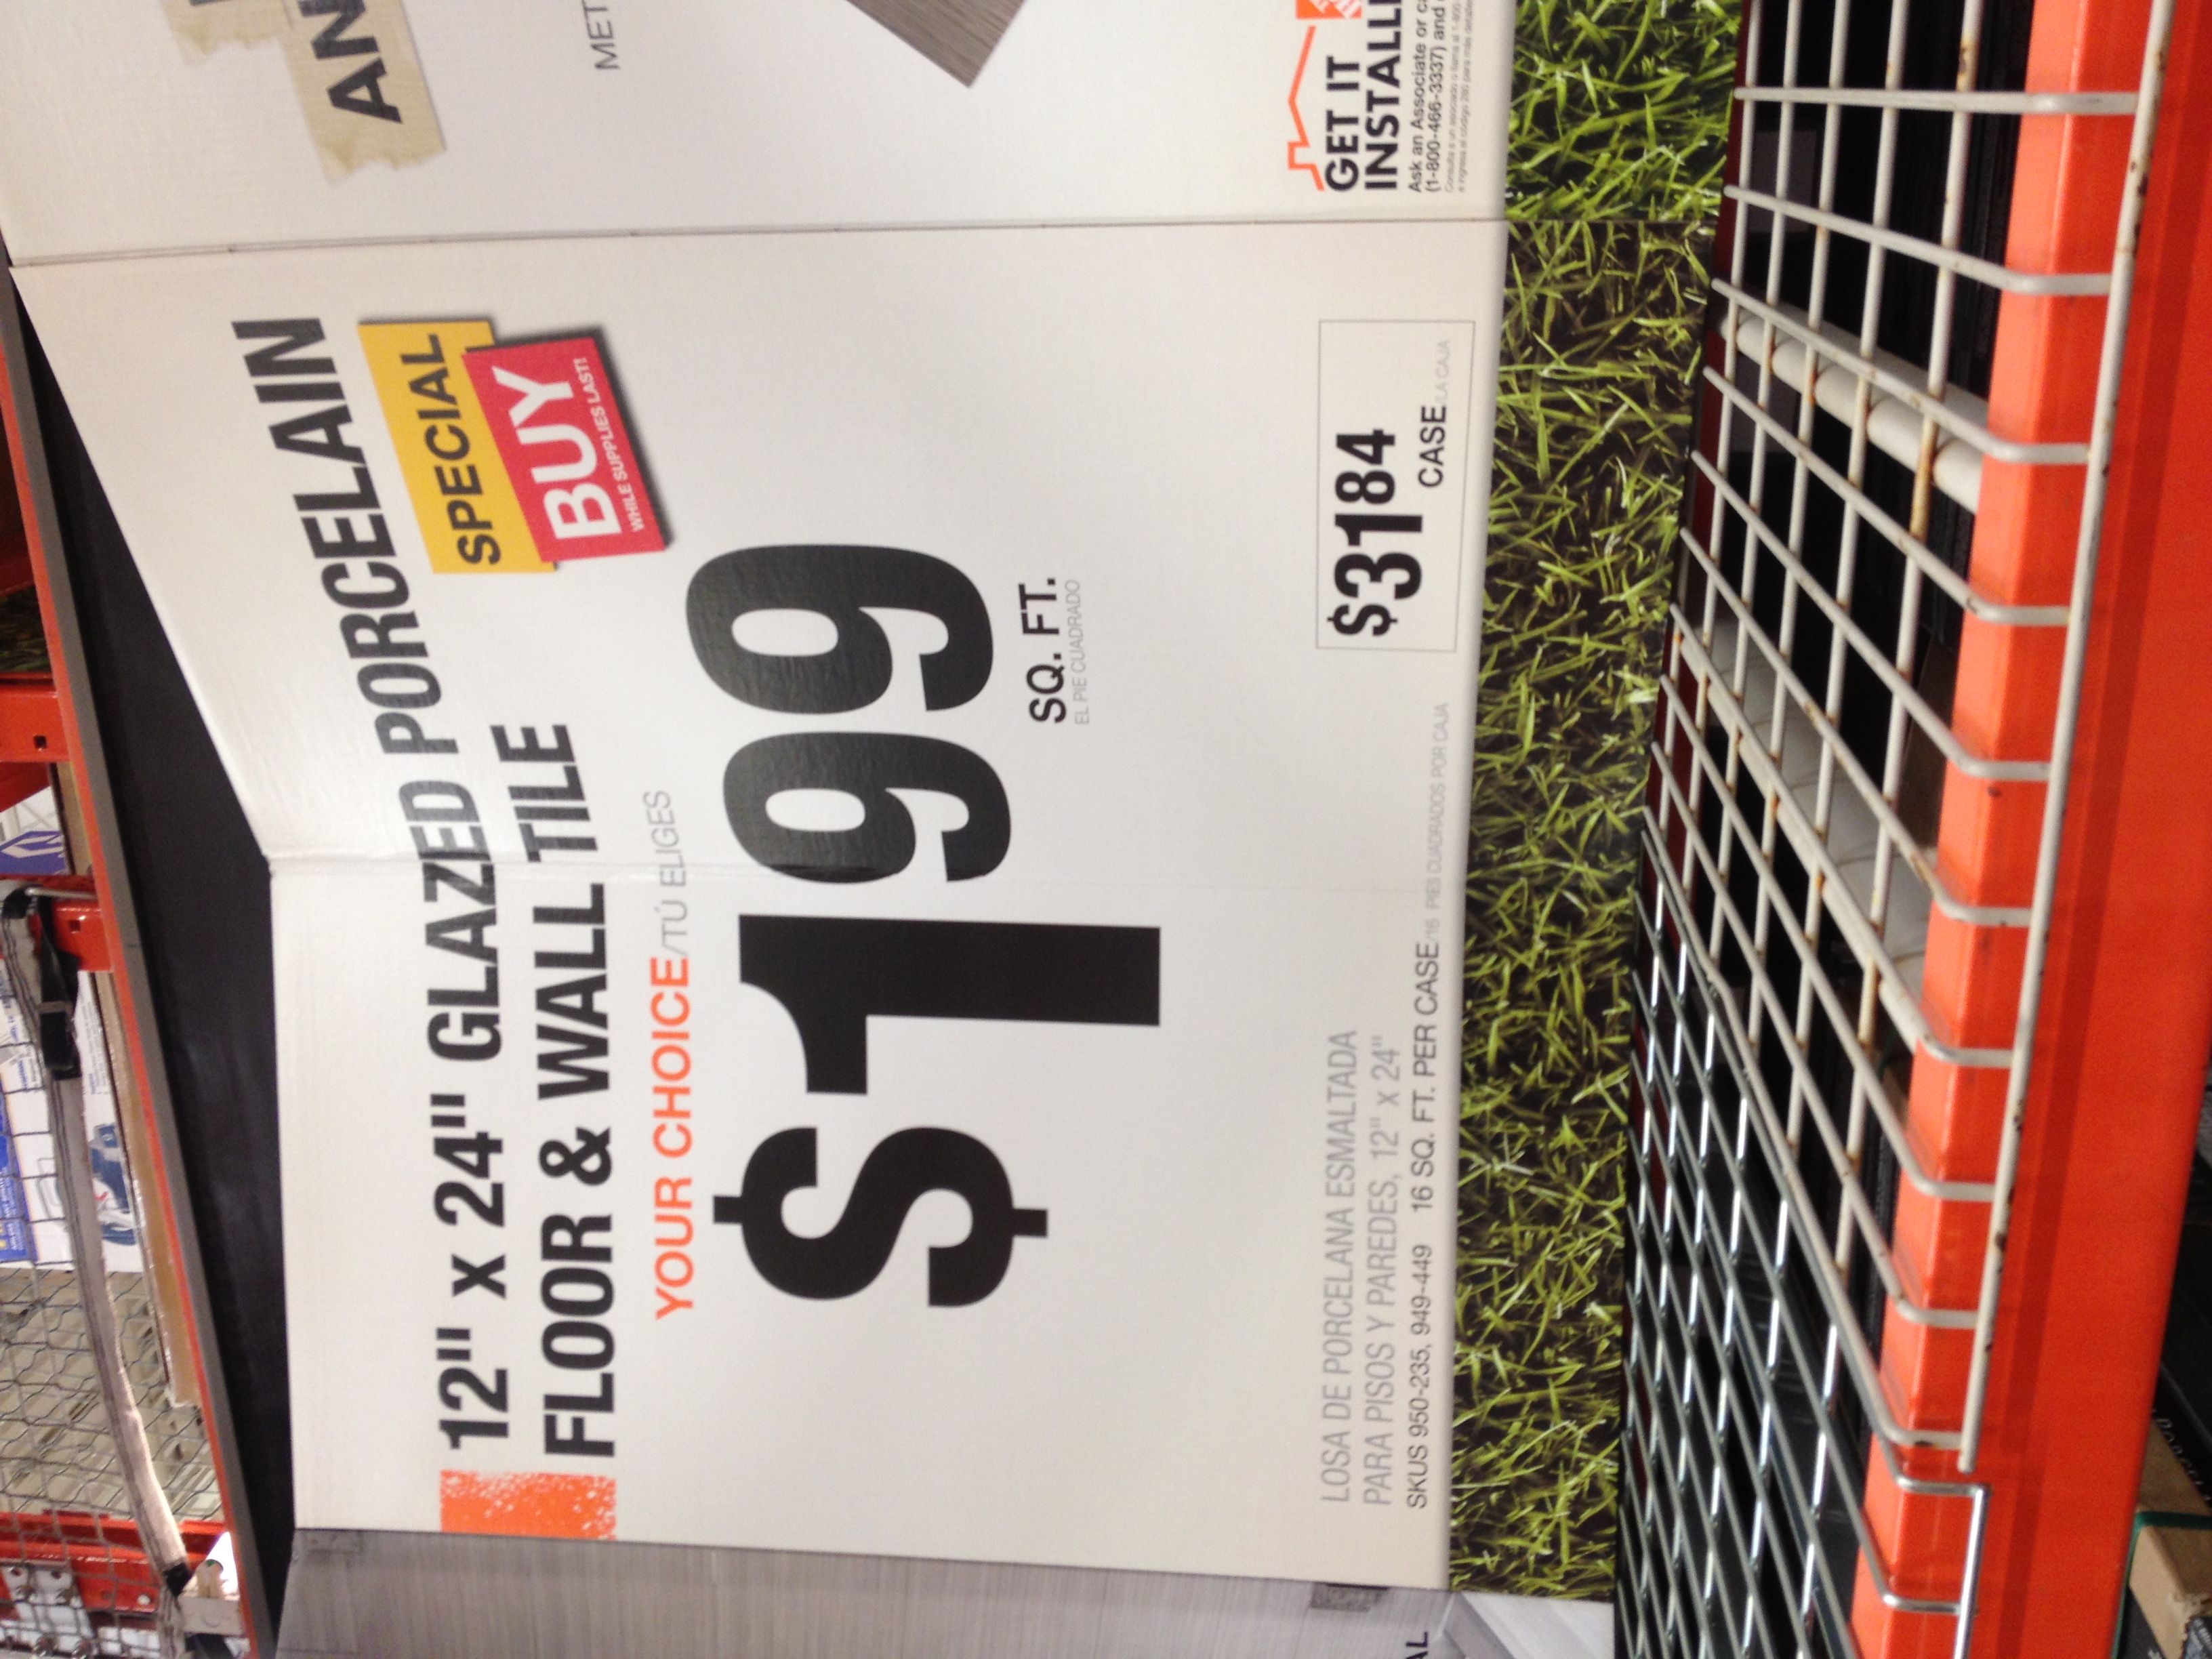 12" x 24" GLAZED PORCELAIN
FLOOR & WALL TILE
SPECIAL
BUY
WHILE SUPPLIES LAST!
YOUR CHOICE/TÚ ELIGES
$199
SQ. FT.
EL PIE CUADRADO
LOSA DE PORCELANA ESMALTADA
PARA PISOS Y PAREDES, 12" x 24"
SKUS 950-235, 949-449 16 SQ. FT. PER CASE/16 PIES CUADRADOS POR CAJA
$3184
CASE/LA CAJA
AN
MET
GET IT
INSTALL
Ask an Associate or
(1-800-466-3337) and